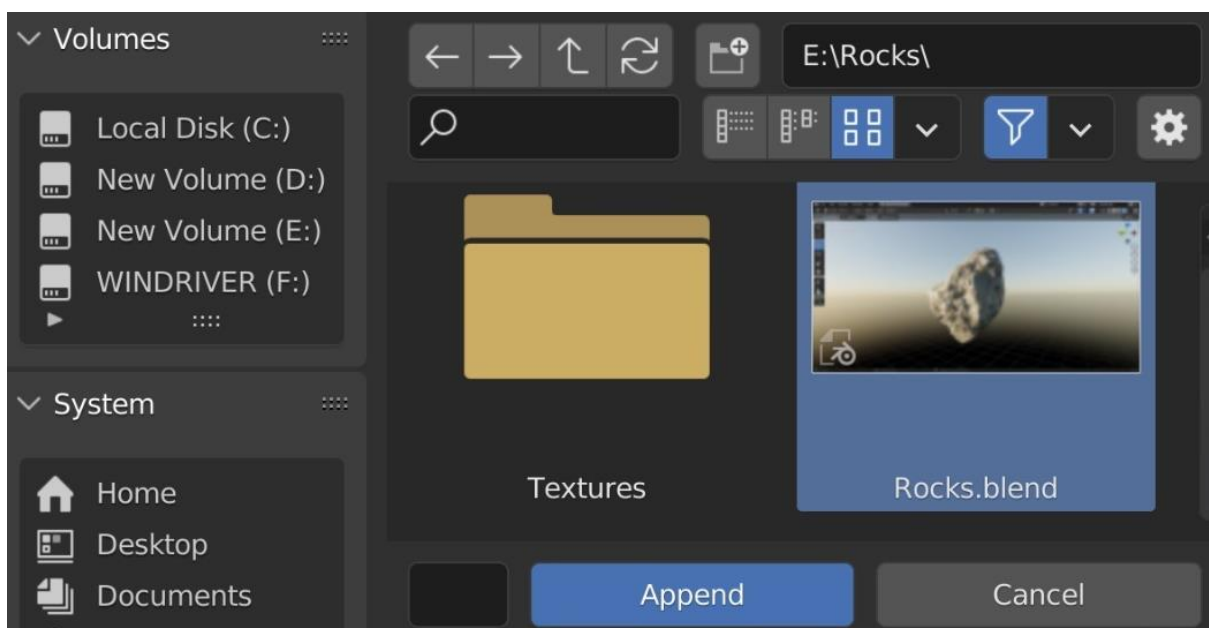 Volumes
Local Disk (C:)
New Volume (D:)
New Volume (E:)
WINDRIVER (F:)
System
Home
Desktop
Documents
E:\Rocks\
Textures
Rocks.blend
Append
Cancel